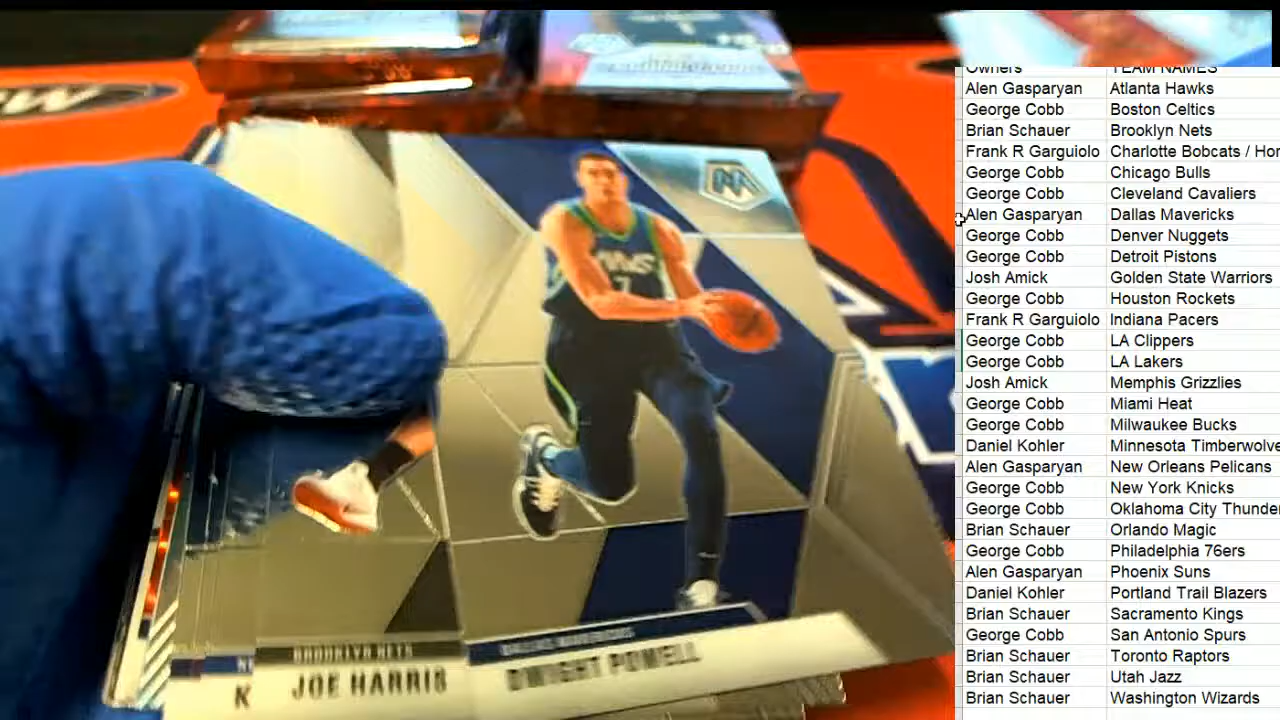 Owners TEAM NAMES
Alen Gasparyan Atlanta Hawks
George Cobb Boston Celtics
Brian Schauer Brooklyn Nets
Frank R Garguiolo Charlotte Bobcats / Hor
George Cobb Chicago Bulls
George Cobb Cleveland Cavaliers
Alen Gasparyan Dallas Mavericks
George Cobb Denver Nuggets
George Cobb Detroit Pistons
Josh Amick Golden State Warriors
George Cobb Houston Rockets
Frank R Garguiolo Indiana Pacers
George Cobb LA Clippers
George Cobb LA Lakers
Josh Amick Memphis Grizzlies
George Cobb Miami Heat
George Cobb Milwaukee Bucks
Daniel Kohler Minnesota Timberwolve
Alen Gasparyan New Orleans Pelicans
George Cobb New York Knicks
George Cobb Oklahoma City Thunder
Brian Schauer Orlando Magic
George Cobb Philadelphia 76ers
Alen Gasparyan Phoenix Suns
Daniel Kohler Portland Trail Blazers
Brian Schauer Sacramento Kings
George Cobb San Antonio Spurs
Brian Schauer Toronto Raptors
Brian Schauer Utah Jazz
Brian Schauer Washington Wizards
BROOKLYN NETS
JOE HARRIS
DALLAS MAVERICKS
DWIGHT POWELL
K